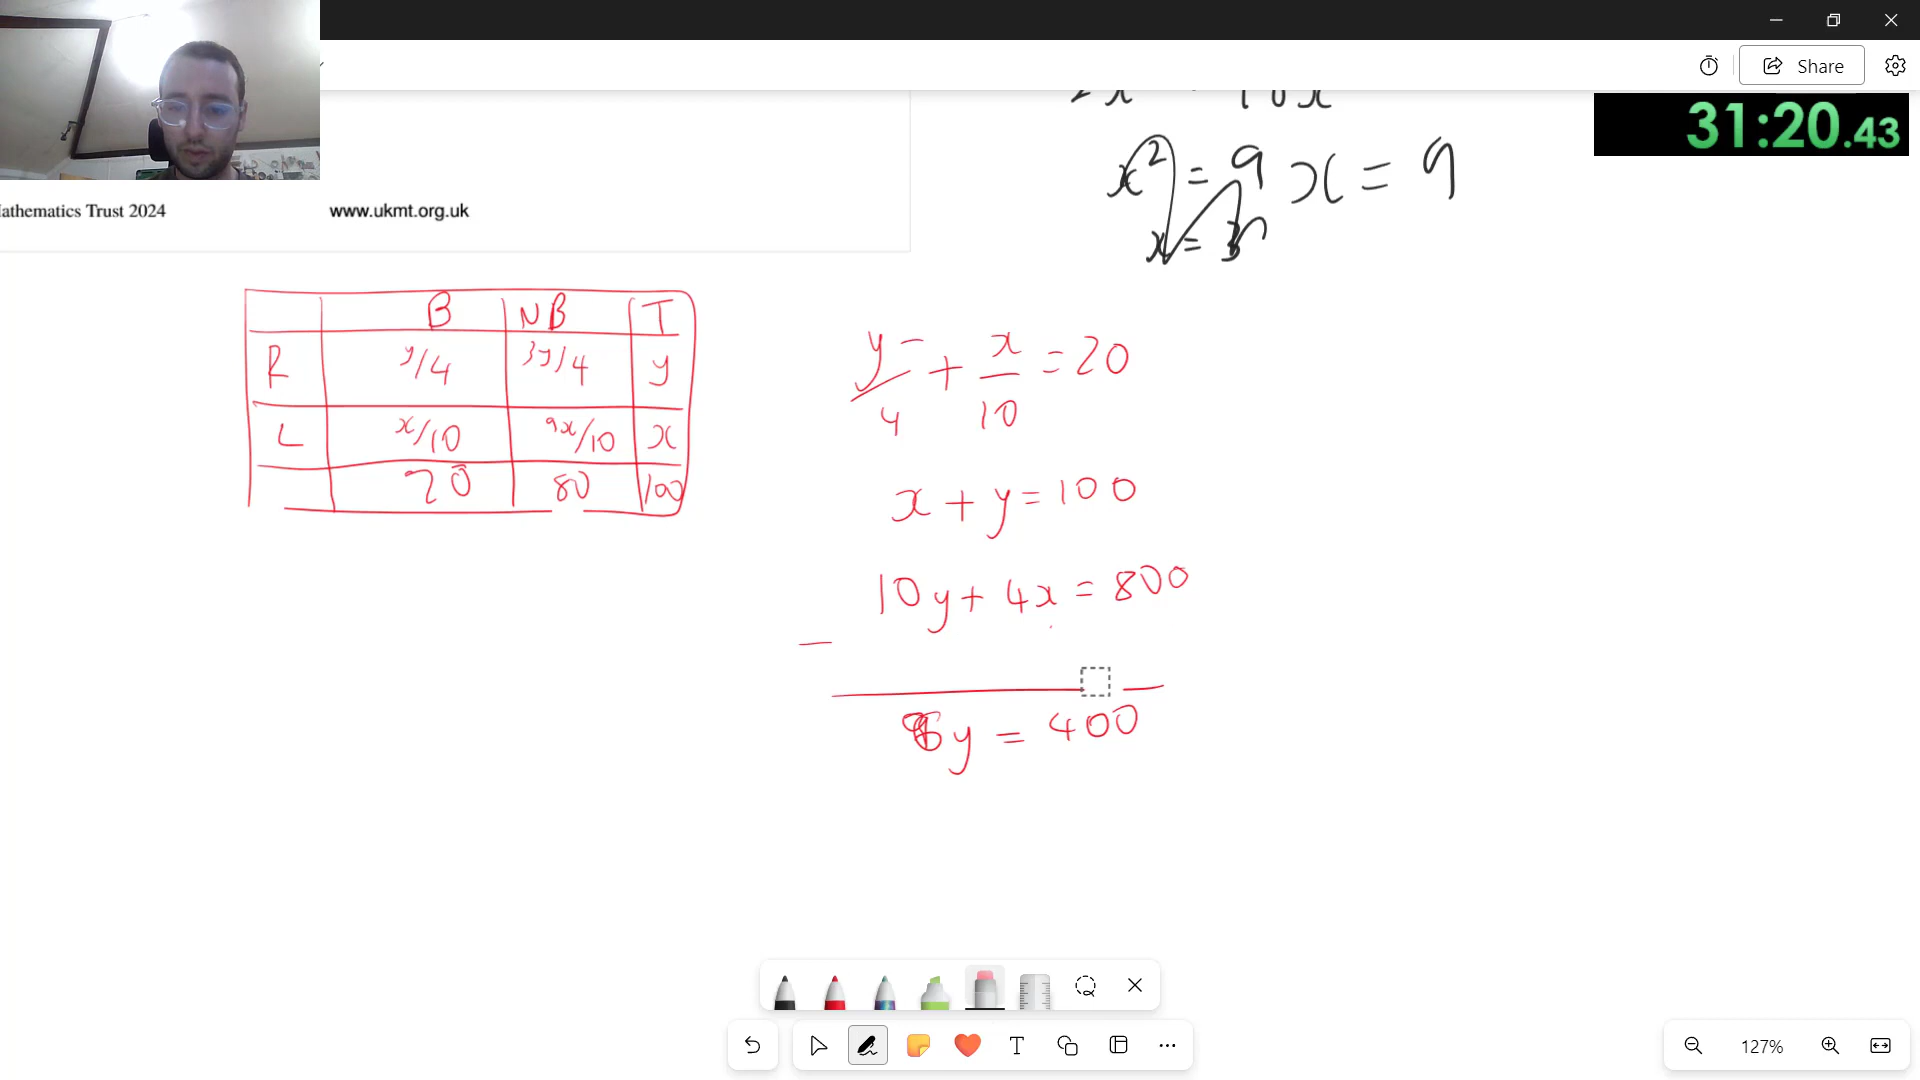 Share
31:20.43
x² = 9 x = 9
x = 3
athematics Trust 2024 www.ukmt.org.uk
B NB T
R y/4 3y/4 y
L x/10 9x/10 x
20 80 100
y/4 + x/10 = 20
x + y = 100
10y + 4x = 800
−
6y = 400
127%